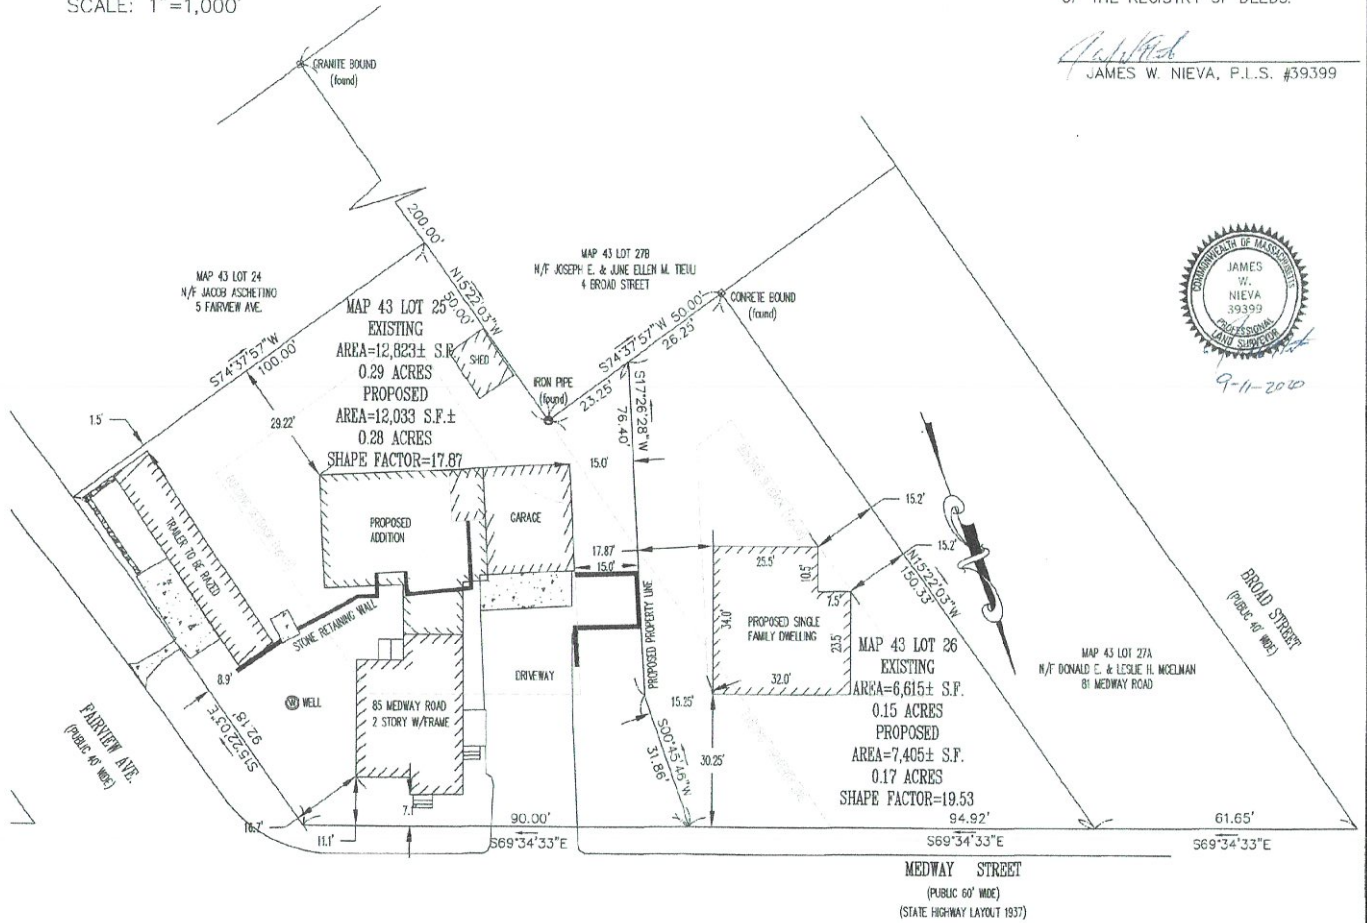 SCALE: 1"=1,000'
OF THE REGISTRY OF DEEDS.
JAMES W. NIEVA, P.L.S. #39399
GRANITE BOUND
(found)
COMMONWEALTH OF MASSACHUSETTS
JAMES
W.
NIEVA
39399
PROFESSIONAL
LAND SURVEYOR
9-11-2020
200.00'
MAP 43 LOT 24
N/F JACOB ASCHETINO
5 FAIRVIEW AVE.
MAP 43 LOT 27B
N/F JOSEPH E. & JUNE ELLEN M.
4 BROAD STREET
N15°22'03"W
50.00'
CONRETE BOUND
(found)
S74°37'57"W 50.00'
26.25'
23.25'
IRON PIPE
(found)
S74°37'57"W
100.00'
MAP 43 LOT 25
EXISTING
AREA=12,823± S.F.
0.29 ACRES
PROPOSED
AREA=12,033 S.F.±
0.28 ACRES
SHAPE FACTOR=17.87
SHED
1.5'
29.22'
S17°26'28"W
76.40'
15.0'
TRAILER TO BE RAZED
PROPOSED
ADDITION
GARAGE
17.87'
15.0'
15.2'
15.2'
25.5'
10.5'
7.5'
34.0'
23.5'
32.0'
PROPOSED SINGLE
FAMILY DWELLING
N15°22'03"W
150.33'
PROPOSED PROPERTY LINE
STONE RETAINING WALL
DRIVEWAY
8.9'
WELL
85 MEDWAY ROAD
2 STORY W/FRAME
15.25'
30.25'
S00°45'46"W
31.86'
MAP 43 LOT 26
EXISTING
AREA=6,615± S.F.
0.15 ACRES
PROPOSED
AREA=7,405± S.F.
0.17 ACRES
SHAPE FACTOR=19.53
MAP 43 LOT 27A
N/F DONALD E. & LESLIE H. MCELMAN
81 MEDWAY ROAD
BROAD STREET
(PUBLIC 40' WIDE)
FAIRVIEW AVE.
(PUBLIC 40' WIDE)
S15°22'03"E
92.18'
16.7'
11.1'
7.1'
90.00'
S69°34'33"E
94.92'
S69°34'33"E
61.65'
S69°34'33"E
MEDWAY STREET
(PUBLIC 60' WIDE)
(STATE HIGHWAY LAYOUT 1937)